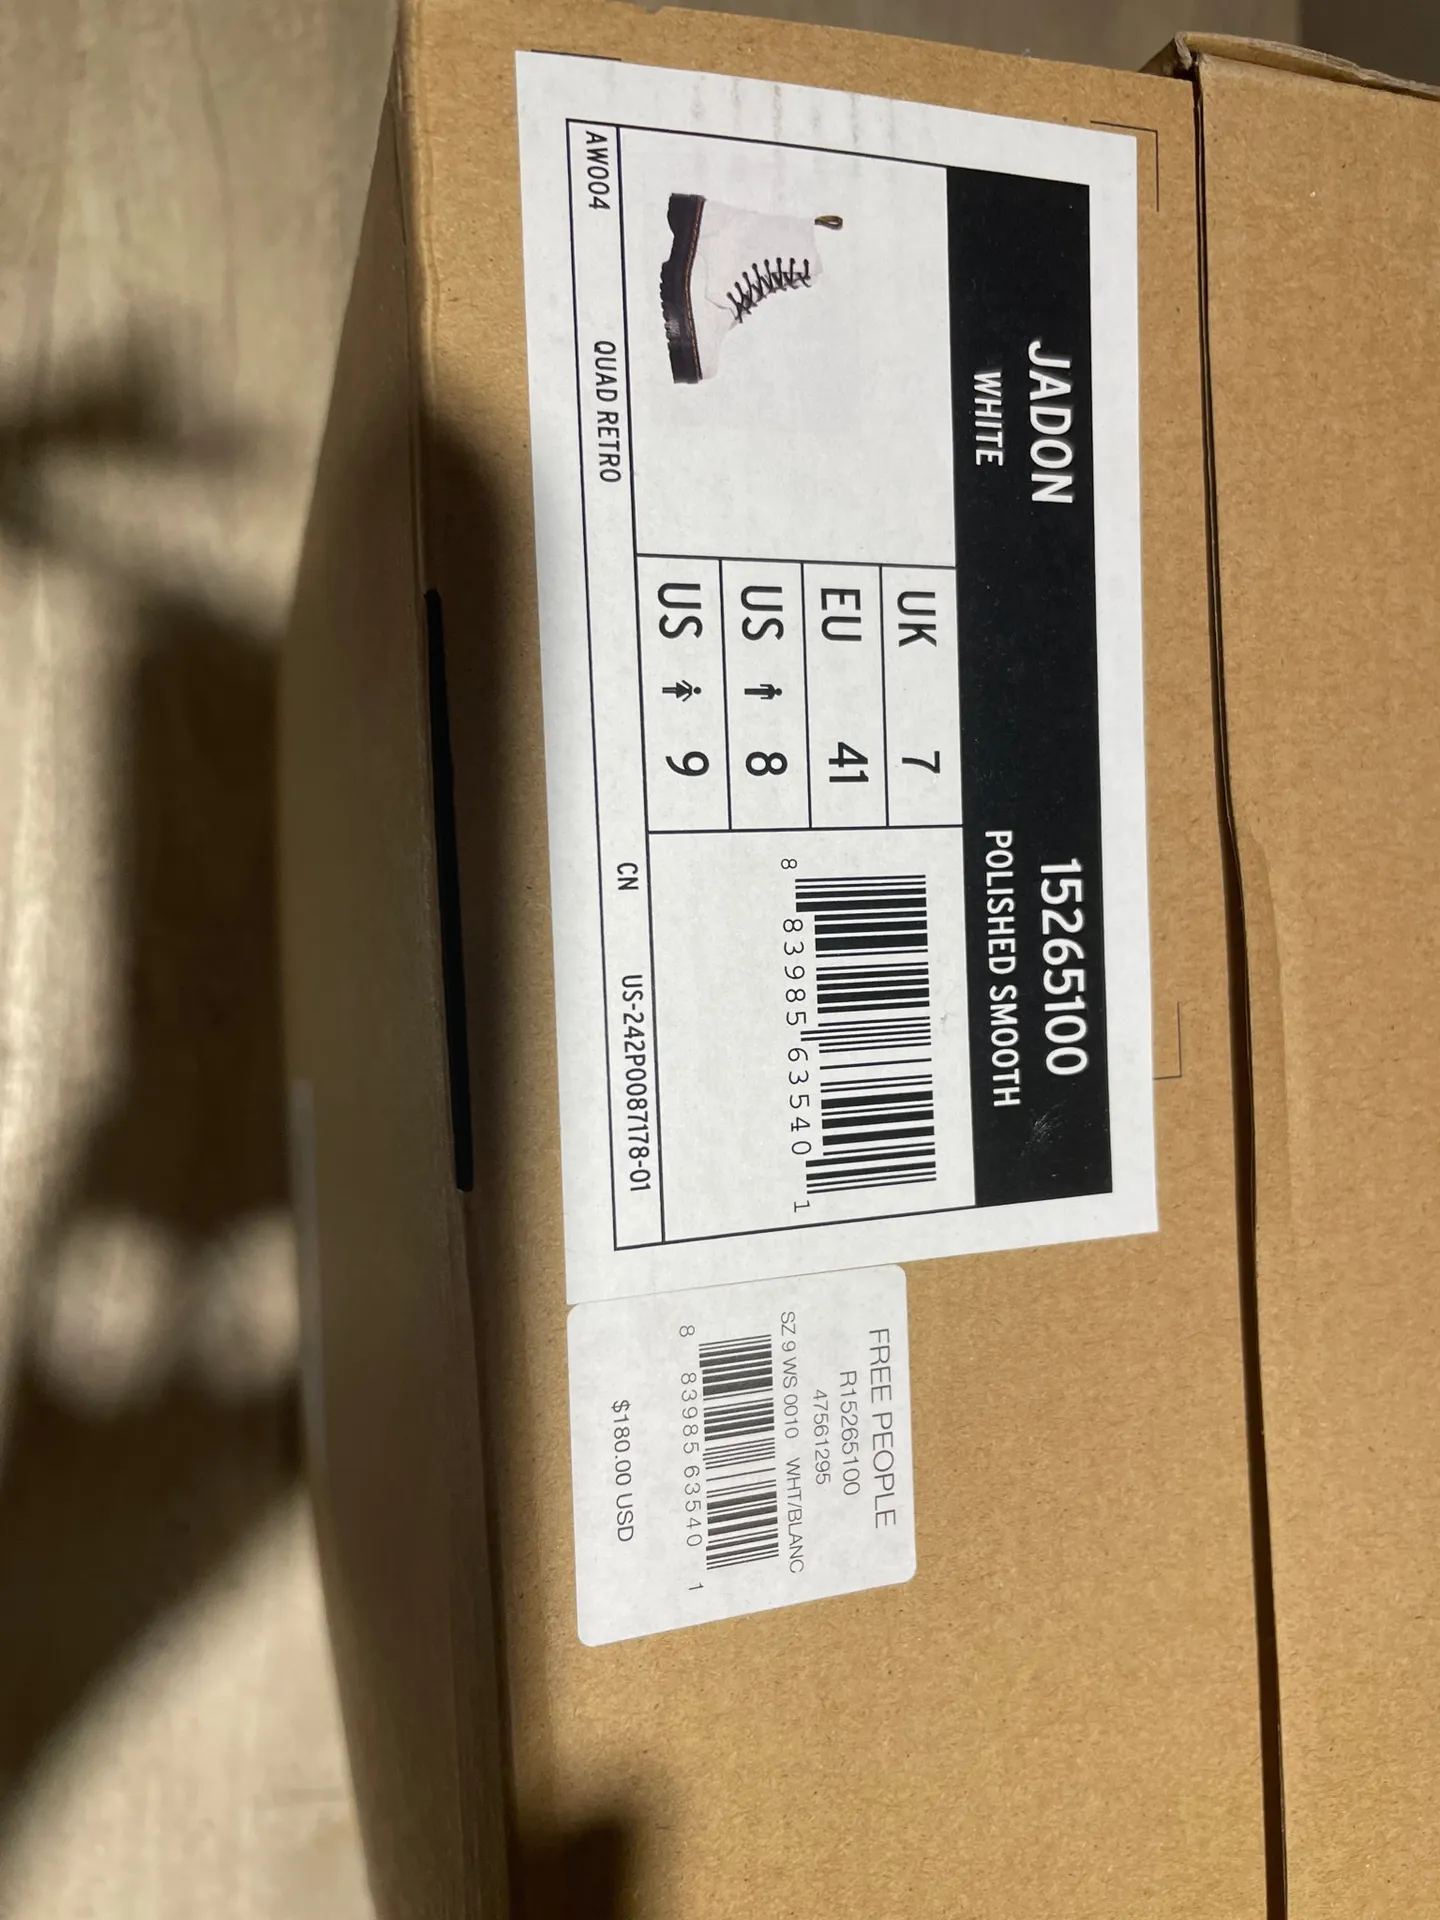 JADON 15265100
WHITE POLISHED SMOOTH
UK 7
EU 41
US 8
US 9
8 83985 63540 1
AW004 QUAD RETRO CN US-242P0087178-01
FREE PEOPLE
R15265100
47561295
SZ 9 WS 0010 WHT/BLANC
8 83985 63540 1
$180.00 USD